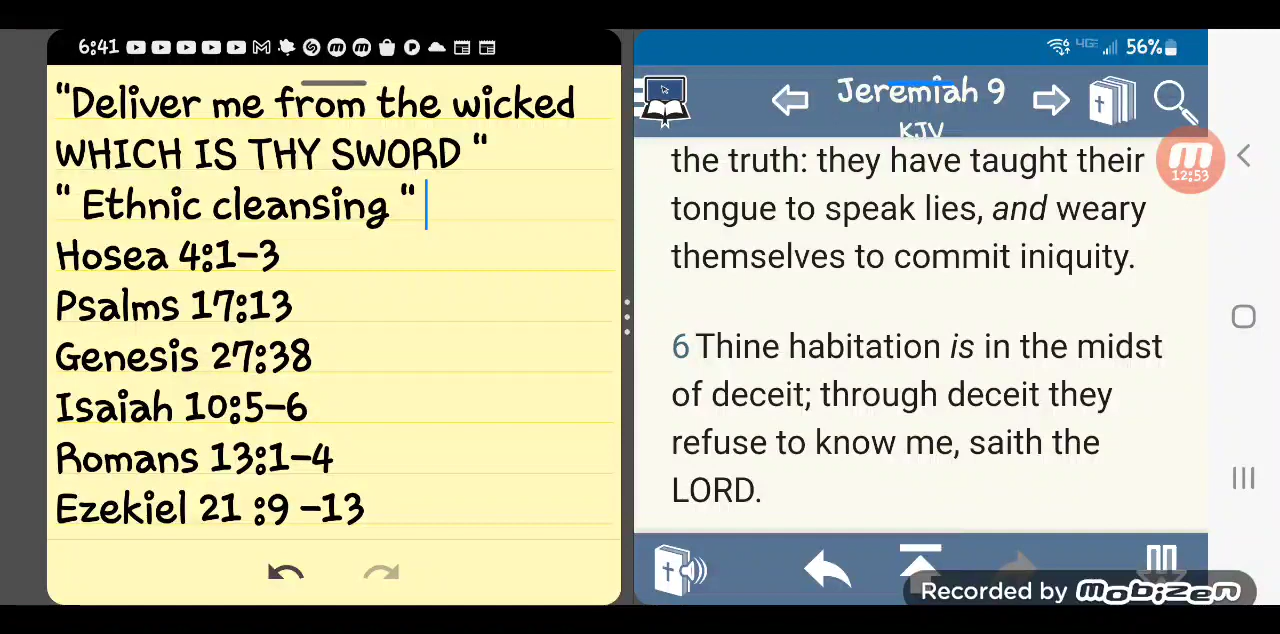 6:41
"Deliver me from the wicked
WHICH IS THY SWORD "
" Ethnic cleansing "
Hosea 4:1-3
Psalms 17:13
Genesis 27:38
Isaiah 10:5-6
Romans 13:1-4
Ezekiel 21 :9 -13
4GE 56%
Jeremiah 9
KJV
12:53
the truth: they have taught their
tongue to speak lies, and weary
themselves to commit iniquity.
6 Thine habitation is in the midst
of deceit; through deceit they
refuse to know me, saith the
LORD.
Recorded by mobizen